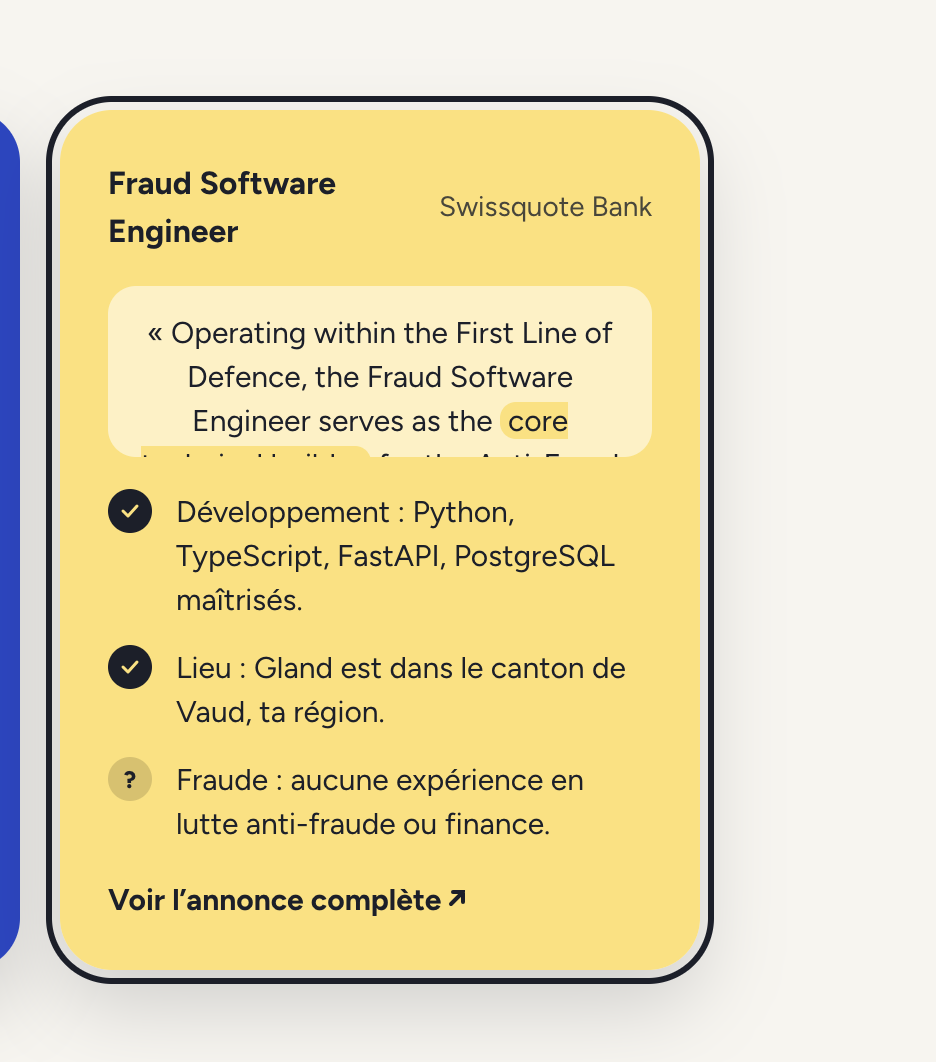 Fraud Software
Engineer
Swissquote Bank
« Operating within the First Line of
Defence, the Fraud Software
Engineer serves as the core
Développement : Python,
TypeScript, FastAPI, PostgreSQL
maîtrisés.
Lieu : Gland est dans le canton de
Vaud, ta région.
? Fraude : aucune expérience en
lutte anti-fraude ou finance.
Voir l’annonce complète ↗